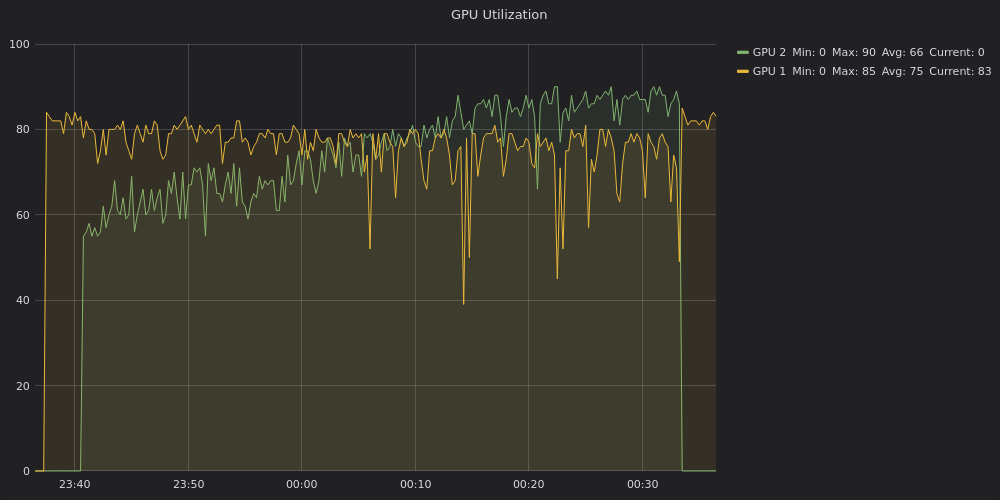 GPU Utilization
100
80
60
40
20
0
23:40 23:50 00:00 00:10 00:20 00:30
GPU 2 Min: 0 Max: 90 Avg: 66 Current: 0
GPU 1 Min: 0 Max: 85 Avg: 75 Current: 83